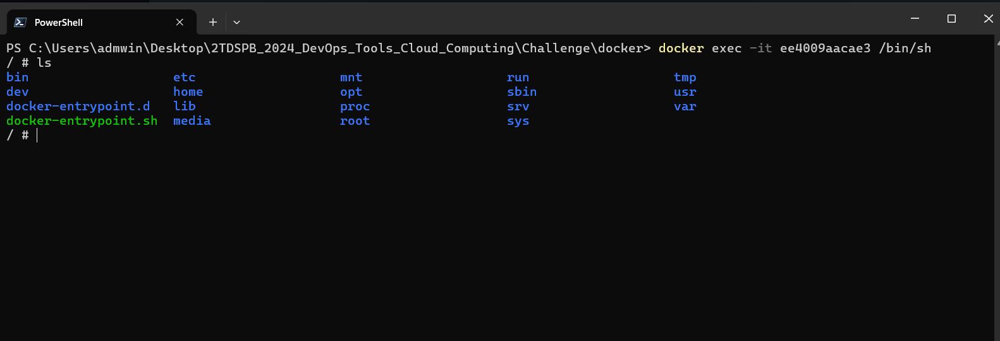 PowerShell
PS C:\Users\admwin\Desktop\2TDSPB_2024_DevOps_Tools_Cloud_Computing\Challenge\docker> docker exec -it ee4009aacae3 /bin/sh
/ # ls
bin etc mnt run tmp
dev home opt sbin usr
docker-entrypoint.d lib proc srv var
docker-entrypoint.sh media root sys
/ #